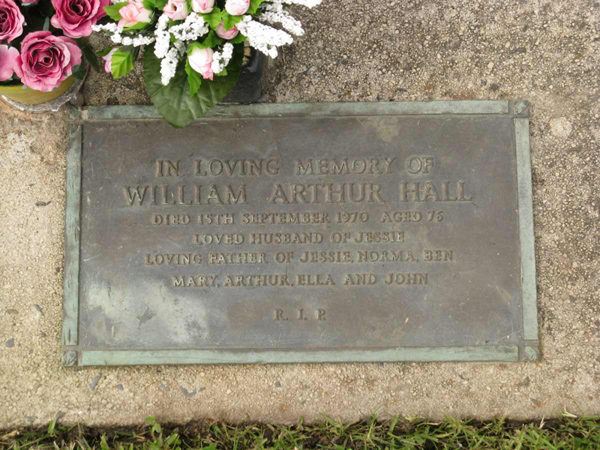 IN LOVING MEMORY OF
WILLIAM ARTHUR HALL
DIED 15TH SEPTEMBER 1970 AGED 76
LOVED HUSBAND OF JESSIE
LOVING FATHER OF JESSIE, NORMA, BEN
MARY, ARTHUR, ELLA AND JOHN
R. I. P.